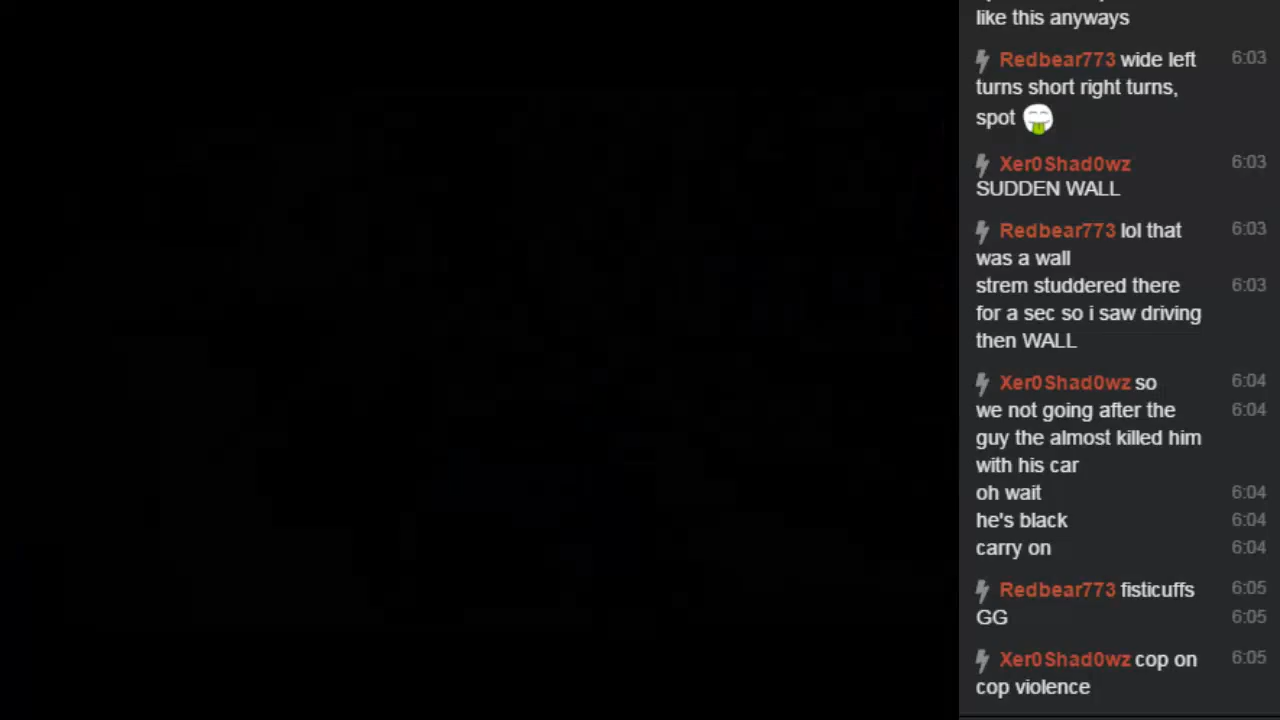 like this anyways
Redbear773 wide left 6:03
turns short right turns,
spot
Xer0Shad0wz 6:03
SUDDEN WALL
Redbear773 lol that 6:03
was a wall
strem studdered there 6:03
for a sec so i saw driving
then WALL
Xer0Shad0wz so 6:04
we not going after the 6:04
guy the almost killed him
with his car
oh wait 6:04
he's black 6:04
carry on 6:04
Redbear773 fisticuffs 6:05
GG 6:05
Xer0Shad0wz cop on 6:05
cop violence